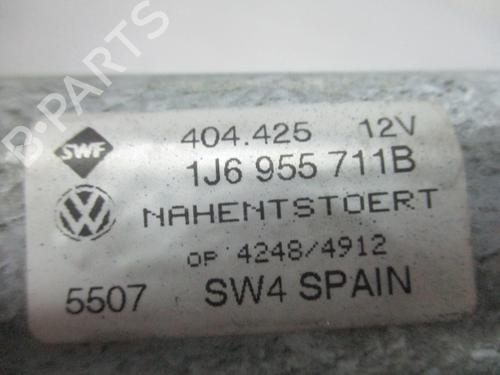 B-PARTS
SWF
404.425 12V
1J6 955 711B
NAHENTSTOERT
OP 4248/4912
5507 SW4 SPAIN